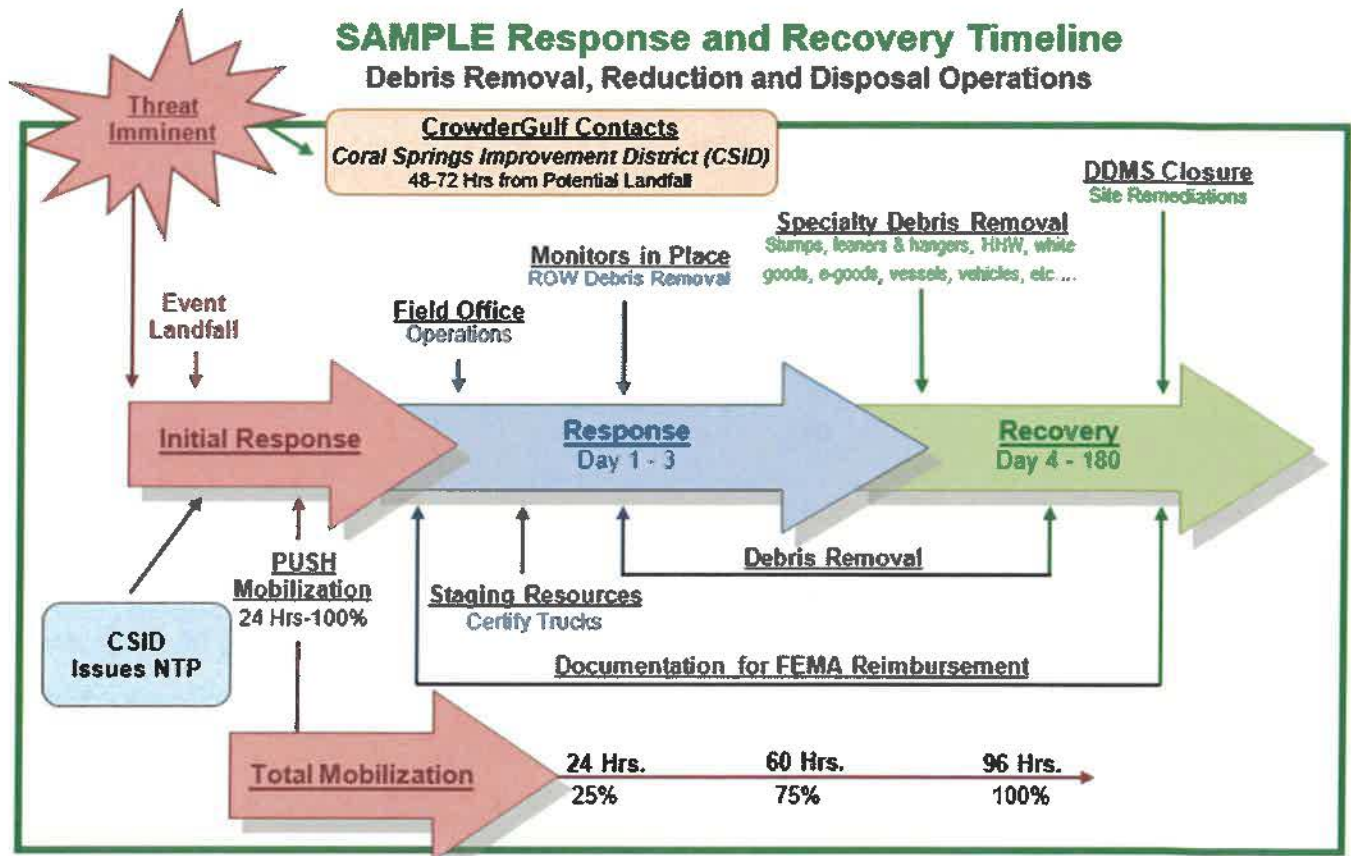 SAMPLE Response and Recovery Timeline
Debris Removal, Reduction and Disposal Operations
Threat
Imminent
CrowderGulf Contacts
Coral Springs Improvement District (CSID)
48-72 Hrs from Potential Landfall
DDMS Closure
Site Remediations
Specialty Debris Removal
Stumps, leaners & hangers, HHW, white
goods, e-goods, vessels, vehicles, etc ...
Monitors in Place
ROW Debris Removal
Event
Landfall
Field Office
Operations
Initial Response
Response
Day 1 - 3
Recovery
Day 4 - 180
PUSH
Mobilization
24 Hrs-100%
Debris Removal
Staging Resources
Certify Trucks
CSID
Issues NTP
Documentation for FEMA Reimbursement
Total Mobilization
24 Hrs.
60 Hrs.
96 Hrs.
25%
75%
100%